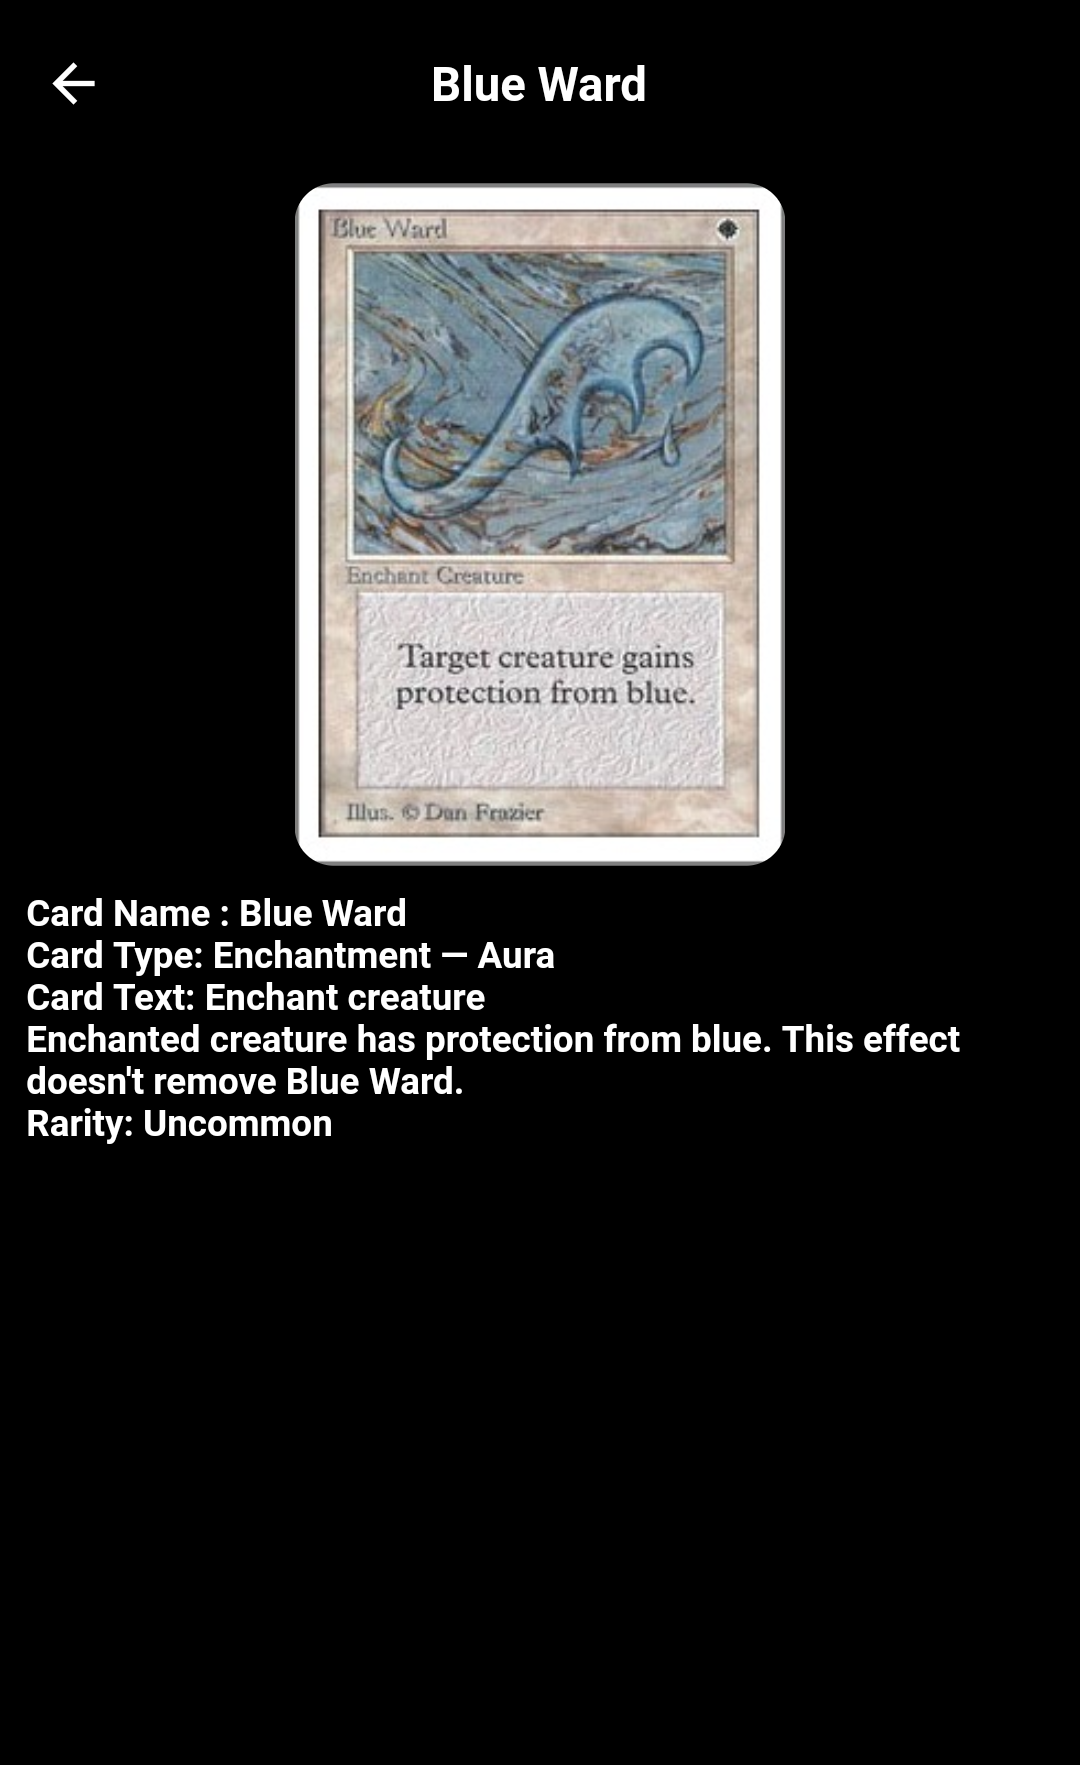 Blue Ward
Blue Ward
Enchant Creature
Target creature gains
protection from blue.
Illus. © Dan Frazier
Card Name : Blue Ward
Card Type: Enchantment — Aura
Card Text: Enchant creature
Enchanted creature has protection from blue. This effect
doesn't remove Blue Ward.
Rarity: Uncommon